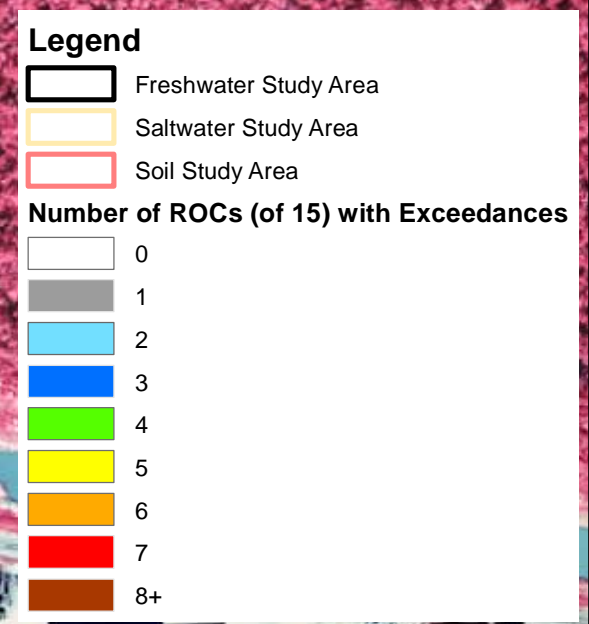 Legend
Freshwater Study Area
Saltwater Study Area
Soil Study Area
Number of ROCs (of 15) with Exceedances
0
1
2
3
4
5
6
7
8+